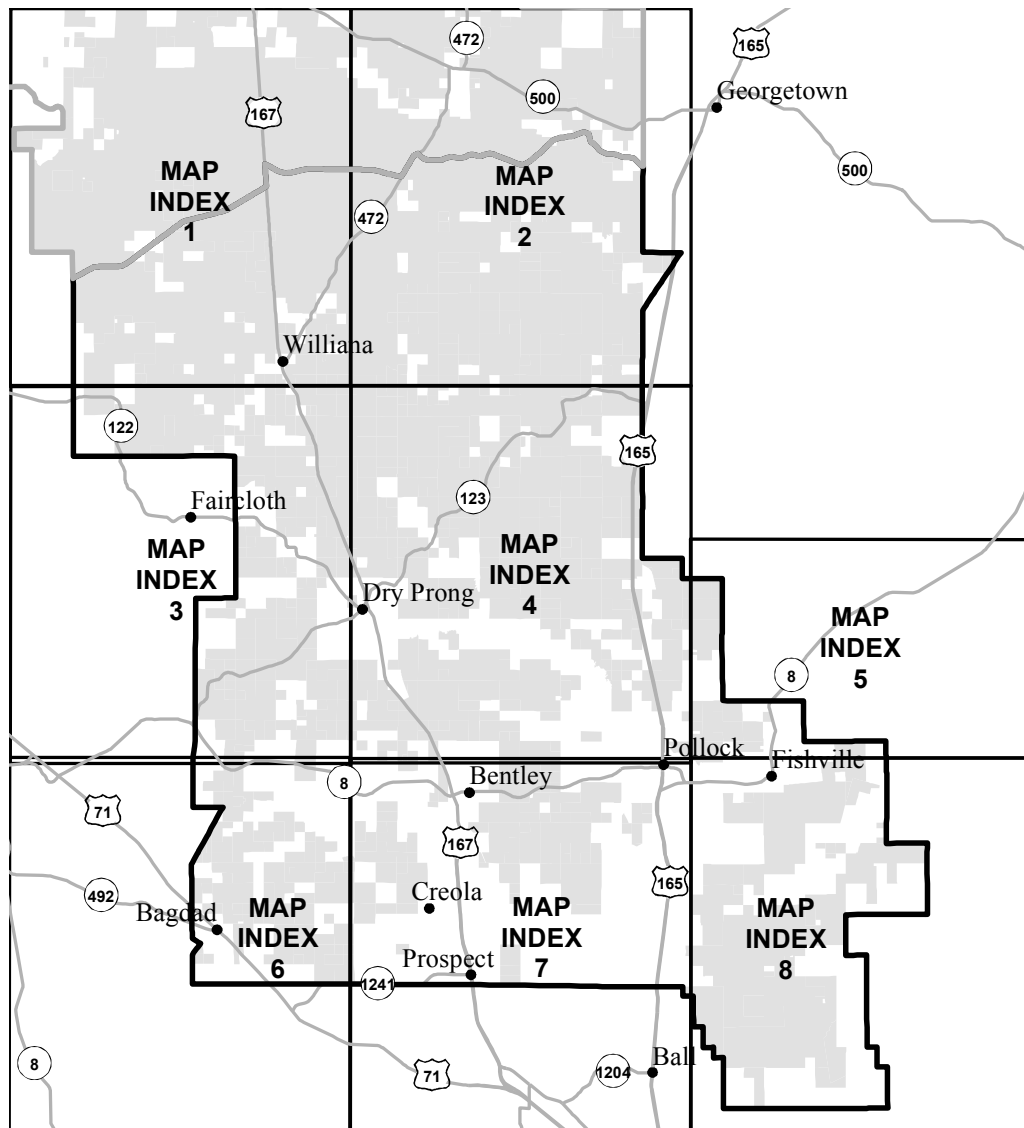 472
165
Georgetown
500
167
MAP
INDEX
1
MAP
INDEX
2
500
472
Williana
122
165
Faircloth
123
MAP
INDEX
3
MAP
INDEX
4
Dry Prong
MAP
INDEX
5
8
Pollock
Fishville
8
Bentley
71
167
165
492
Creola
Bagdad
MAP
INDEX
6
MAP
INDEX
7
MAP
INDEX
8
Prospect
1241
8
71
1204
Ball